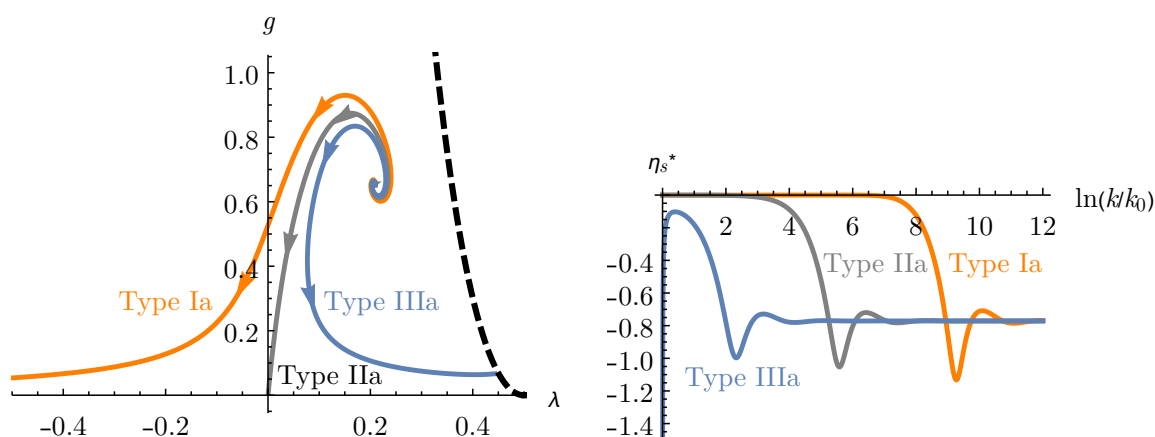 g
1.0
0.8
0.6
0.4
0.2
Type Ia
Type IIIa
Type IIa
λ
-0.4
-0.2
0.2
0.4
ηs*
ln(k/k0)
2
4
6
8
10
12
-0.4
-0.6
-0.8
-1.0
-1.2
-1.4
Type IIa
Type Ia
Type IIIa